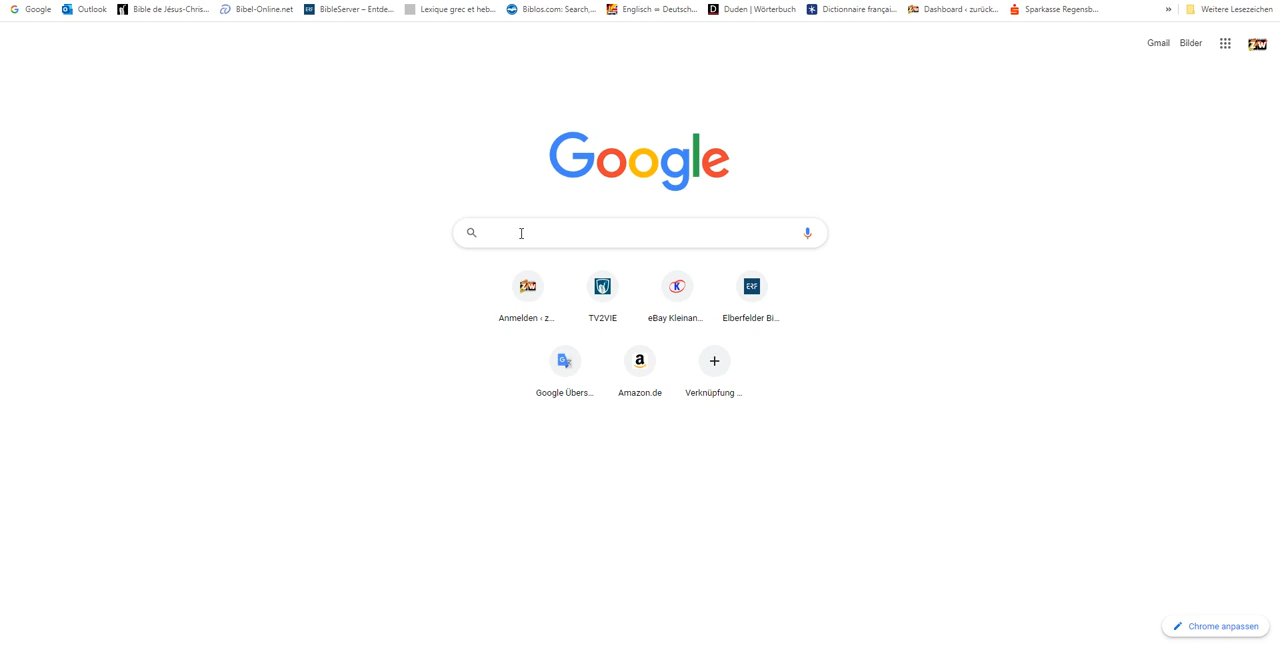 Google Outlook Bible de Jésus-Chris... Bibel-Online.net BibleServer – Entde... Lexique grec et heb... Biblos.com: Search,... Englisch ⇔ Deutsch... Duden | Wörterbuch Dictionnaire françai... Dashboard ‹ zurück... Sparkasse Regensb... » Weitere Lesezeichen
Gmail Bilder
Google
Anmelden ‹ z... TV2VIE eBay Kleinan... Elberfelder Bi...
Google Übers... Amazon.de Verknüpfung ...
Chrome anpassen